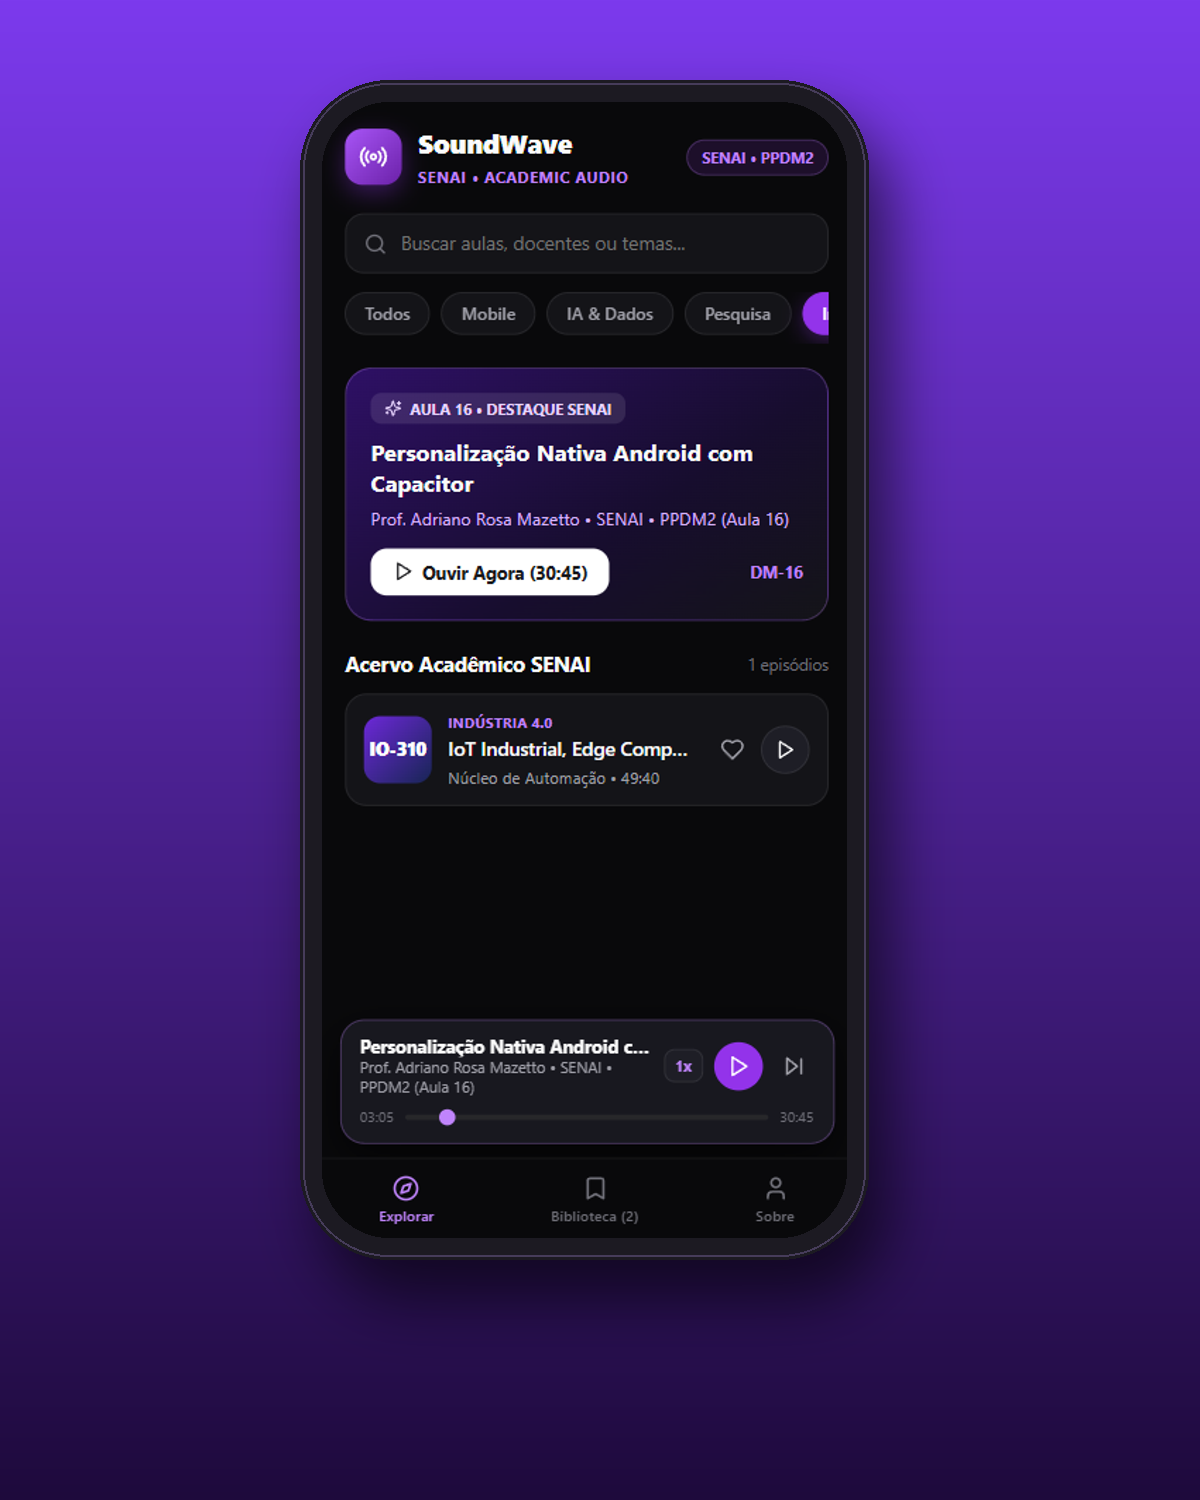 SoundWave
SENAI • ACADEMIC AUDIO
SENAI • PPDM2
Buscar aulas, docentes ou temas...
Todos
Mobile
IA & Dados
Pesquisa
AULA 16 • DESTAQUE SENAI
Personalização Nativa Android com
Capacitor
Prof. Adriano Rosa Mazetto • SENAI • PPDM2 (Aula 16)
Ouvir Agora (30:45)
DM-16
Acervo Acadêmico SENAI
1 episódios
IO-310
INDÚSTRIA 4.0
IoT Industrial, Edge Comp...
Núcleo de Automação • 49:40
Personalização Nativa Android c...
Prof. Adriano Rosa Mazetto • SENAI •
PPDM2 (Aula 16)
1x
03:05
30:45
Explorar
Biblioteca (2)
Sobre